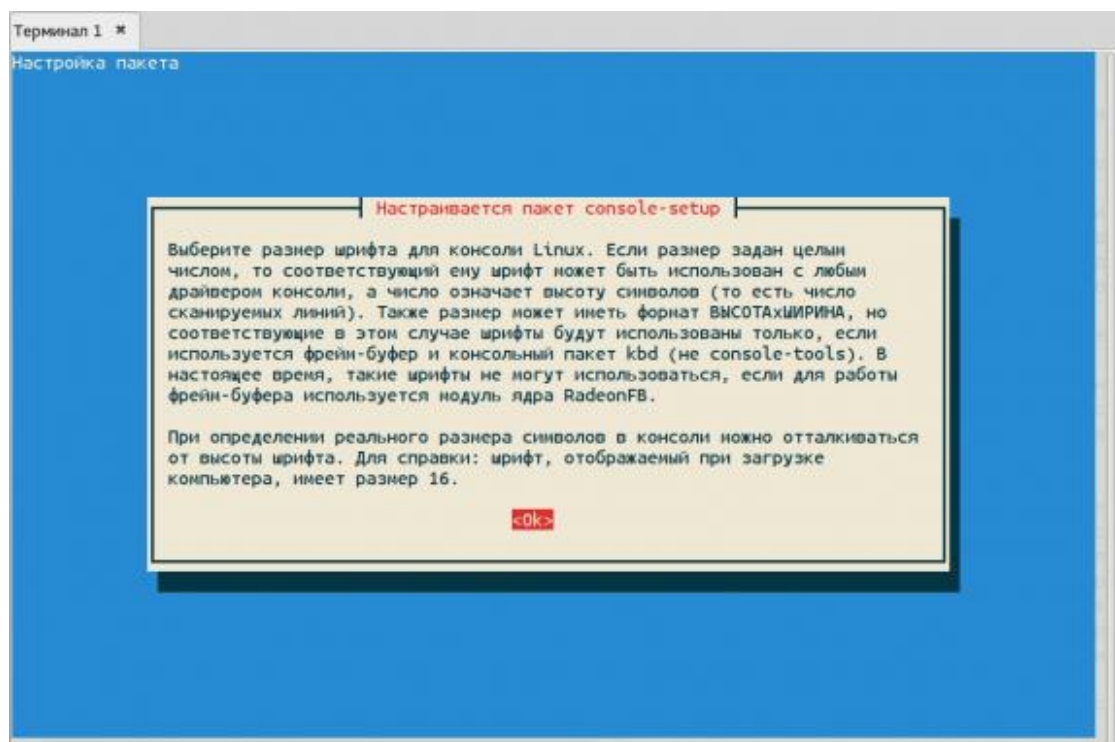 Терминал 1 ✖
Настройка пакета
Настраивается пакет console-setup
Выберите размер шрифта для консоли Linux. Если размер задан целым
числом, то соответствующий ему шрифт может быть использован с любым
драйвером консоли, а число означает высоту символов (то есть число
сканируемых линий). Также размер может иметь формат ВЫСОТАxШИРИНА, но
соответствующие в этом случае шрифты будут использованы только, если
используется фрейм-буфер и консольный пакет kbd (не console-tools). В
настоящее время, такие шрифты не могут использоваться, если для работы
фрейм-буфера используется модуль ядра RadeonFB.
При определении реального размера символов в консоли можно отталкиваться
от высоты шрифта. Для справки: шрифт, отображаемый при загрузке
компьютера, имеет размер 16.
<Ok>